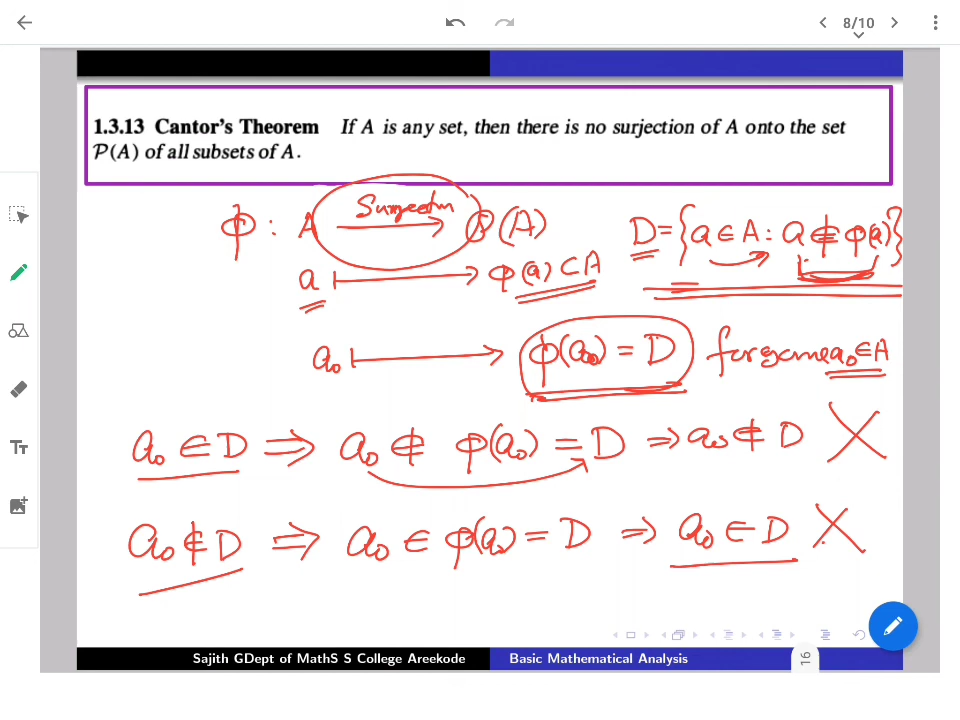 8/10
1.3.13 Cantor's Theorem If A is any set, then there is no surjection of A onto the set
P(A) of all subsets of A.
φ : A Surjection → P(A)
D = {a ∈ A : a ∉ φ(a)}
a ↦ φ(a) ⊂ A
a₀ ↦ φ(a₀) = D for some a₀ ∈ A
a₀ ∈ D ⇒ a₀ ∉ φ(a₀) = D ⇒ a₀ ∉ D X
a₀ ∉ D ⇒ a₀ ∈ φ(a₀) = D ⇒ a₀ ∈ D X
Tт
Sajith GDept of MathS S College Areekode Basic Mathematical Analysis 16